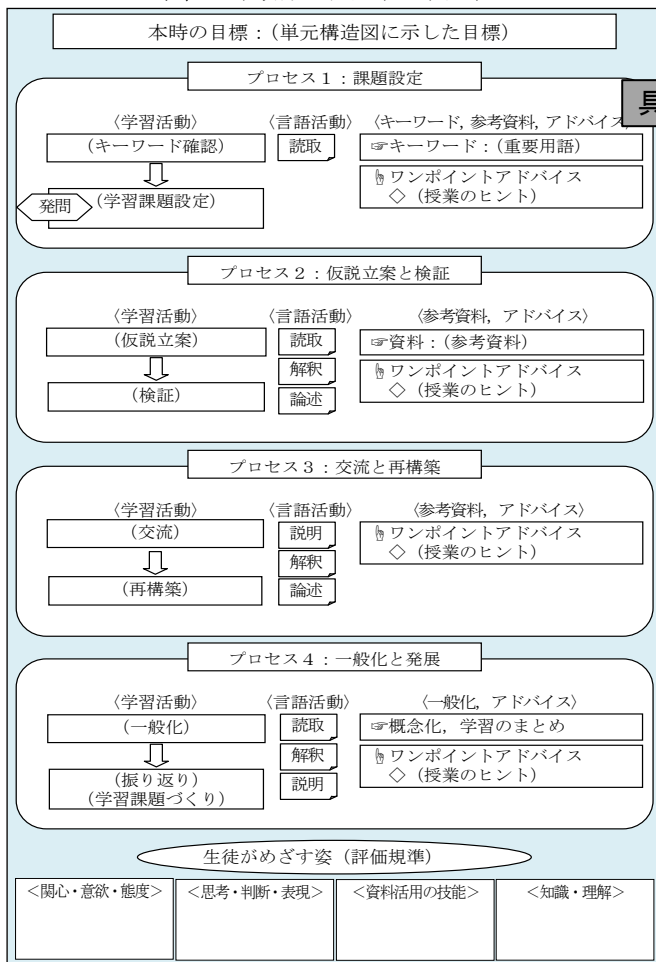 本時の目標：（単元構造図に示した目標）
プロセス１：課題設定
〈学習活動〉
〈言語活動〉
〈キーワード，参考資料，アドバイス〉
具
（キーワード確認）
読取
☞キーワード：（重要用語）
発問
（学習課題設定）
☝ワンポイントアドバイス
◇（授業のヒント）
プロセス２：仮説立案と検証
〈学習活動〉
〈言語活動〉
〈参考資料，アドバイス〉
（仮説立案）
（検証）
読取
解釈
論述
☞資料：（参考資料）
☝ワンポイントアドバイス
◇（授業のヒント）
プロセス３：交流と再構築
〈学習活動〉
〈言語活動〉
〈参考資料，アドバイス〉
（交流）
（再構築）
説明
解釈
論述
☝ワンポイントアドバイス
◇（授業のヒント）
プロセス４：一般化と発展
〈学習活動〉
〈言語活動〉
〈一般化，アドバイス〉
（一般化）
（振り返り）
（学習課題づくり）
読取
解釈
説明
☞概念化，学習のまとめ
☝ワンポイントアドバイス
◇（授業のヒント）
生徒がめざす姿（評価規準）
＜関心・意欲・態度＞
＜思考・判断・表現＞
＜資料活用の技能＞
＜知識・理解＞